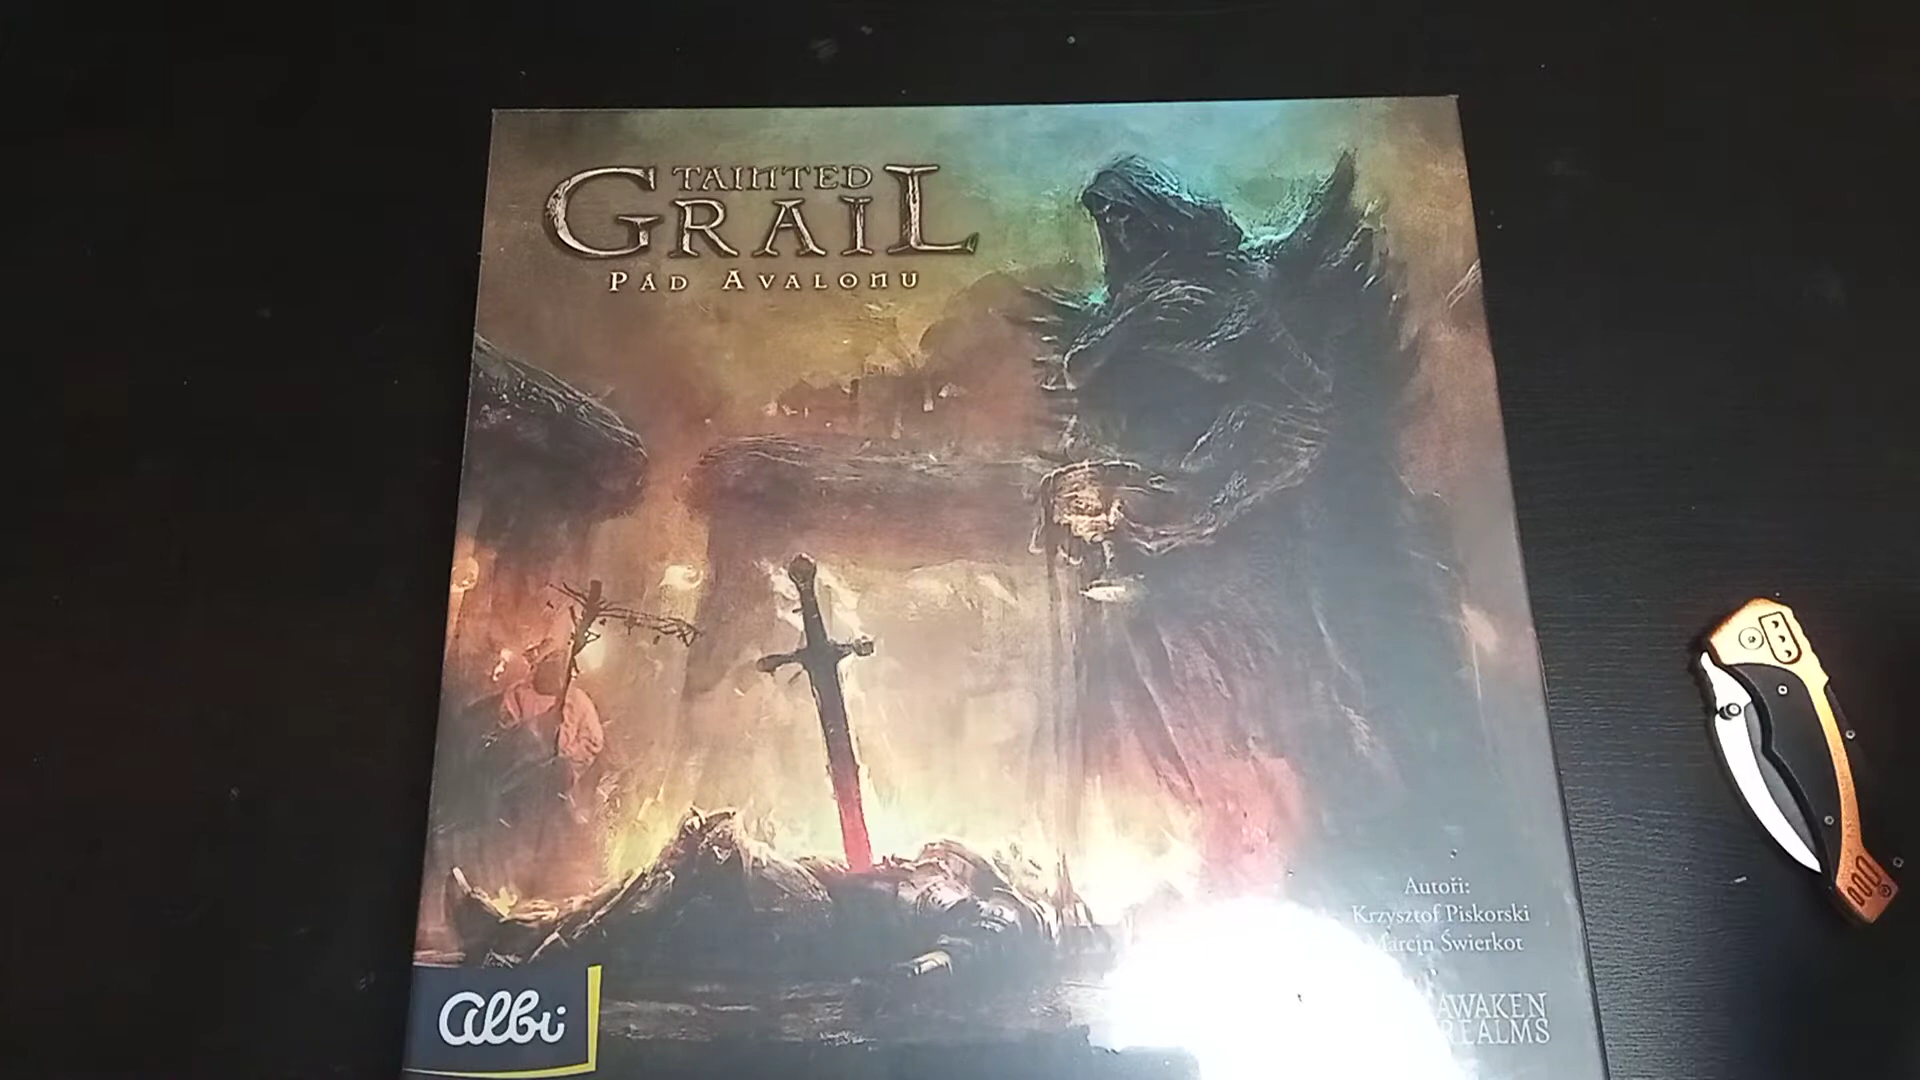 TAINTED
GRAIL
PÁD AVALONU
Autoři:
Krzysztof Piskorski
Marcin Świerkot
AWAKEN
REALMS
albi